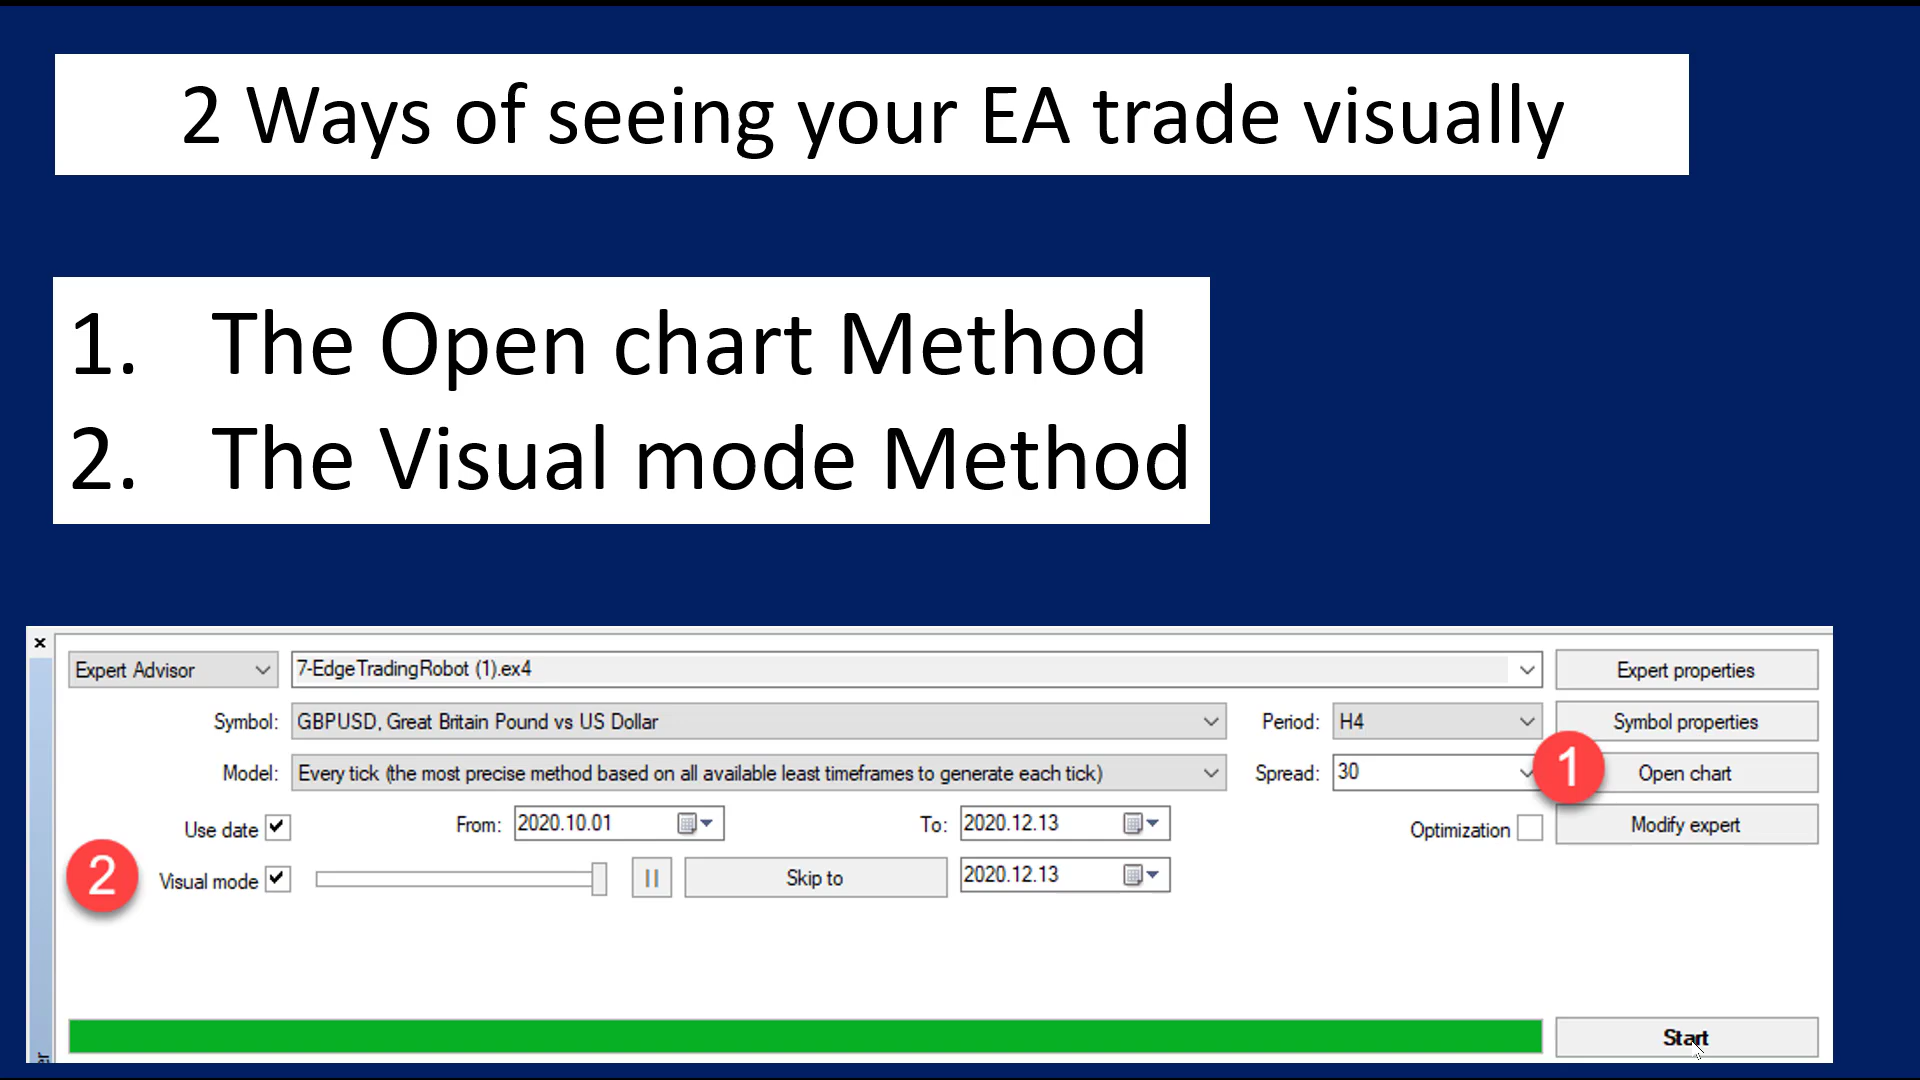 2 Ways of seeing your EA trade visually
1. The Open chart Method
2. The Visual mode Method
x
Expert Advisor 7-EdgeTradingRobot (1).ex4 Expert properties
Symbol: GBPUSD, Great Britain Pound vs US Dollar Period: H4 Symbol properties
Model: Every tick (the most precise method based on all available least timeframes to generate each tick) Spread: 30 1 Open chart
Use date From: 2020.10.01 To: 2020.12.13 Optimization Modify expert
2 Visual mode Skip to 2020.12.13
er Start